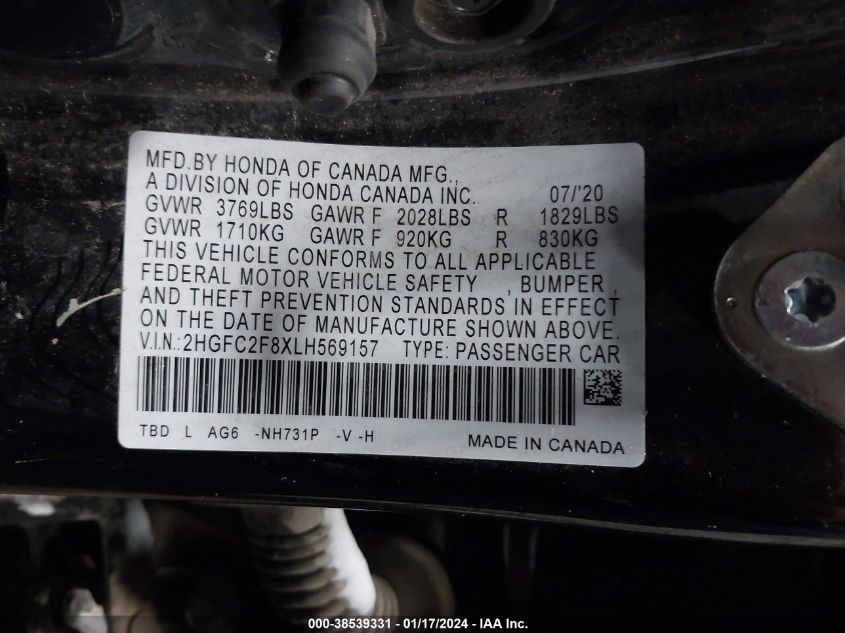 MFD.BY HONDA OF CANADA MFG.,
A DIVISION OF HONDA CANADA INC. 07/'20
GVWR 3769LBS GAWR F 2028LBS R 1829LBS
GVWR 1710KG GAWR F 920KG R 830KG
THIS VEHICLE CONFORMS TO ALL APPLICABLE
FEDERAL MOTOR VEHICLE SAFETY , BUMPER ,
AND THEFT PREVENTION STANDARDS IN EFFECT
ON THE DATE OF MANUFACTURE SHOWN ABOVE.
V.I.N.: 2HGFC2F8XLH569157 TYPE: PASSENGER CAR
TBD L AG6 -NH731P -V -H MADE IN CANADA
000-38539331 - 01/17/2024 - IAA Inc.